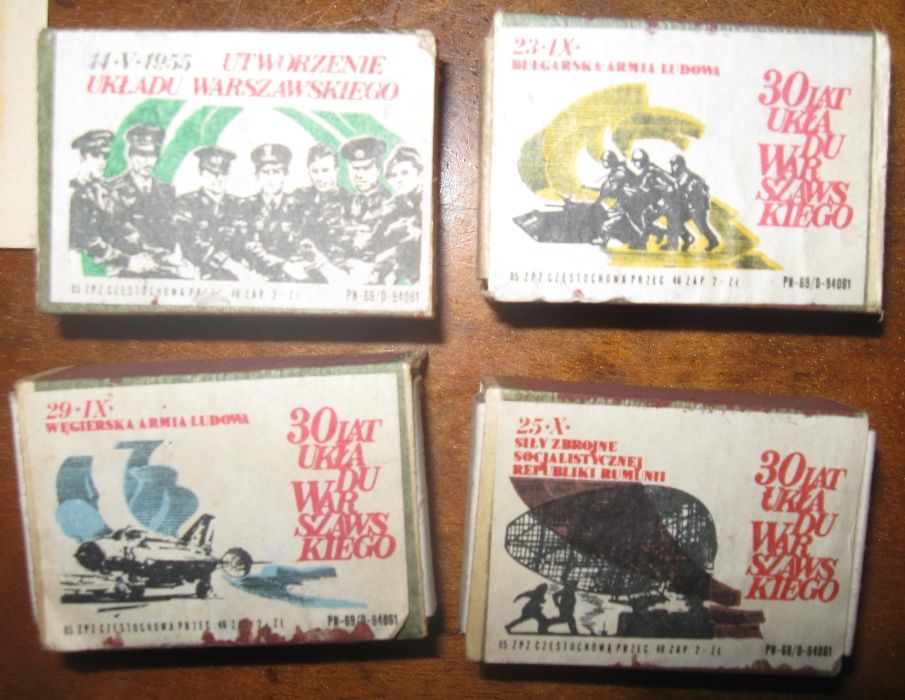 14·V·1955 UTWORZENIE
UKŁADU WARSZAWSKIEGO
85 ZPZ CZĘSTOCHOWA PRZEC. 48 ZAP. 2-ZŁ PN-69/D-94061
23·IX·
BUŁGARSKA ARMIA LUDOWA
30 LAT
UKŁA
DU
WAR
SZAWS
KIEGO
85 ZPZ CZĘSTOCHOWA PRZEC. 48 ZAP. 2-ZŁ PN-69/D-94061
29·IX·
WĘGIERSKA ARMIA LUDOWA
30 LAT
UKŁA
DU
WAR
SZAWS
KIEGO
85 ZPZ CZĘSTOCHOWA PRZEC. 48 ZAP. 2-ZŁ PN-69/D-94061
25·X·
SIŁY ZBROJNE
SOCJALISTYCZNEJ
REPUBLIKI RUMUNII
30 LAT
UKŁA
DU
WAR
SZAWS
KIEGO
85 ZPZ CZĘSTOCHOWA PRZEC. 48 ZAP. 2-ZŁ PN-69/D-94061